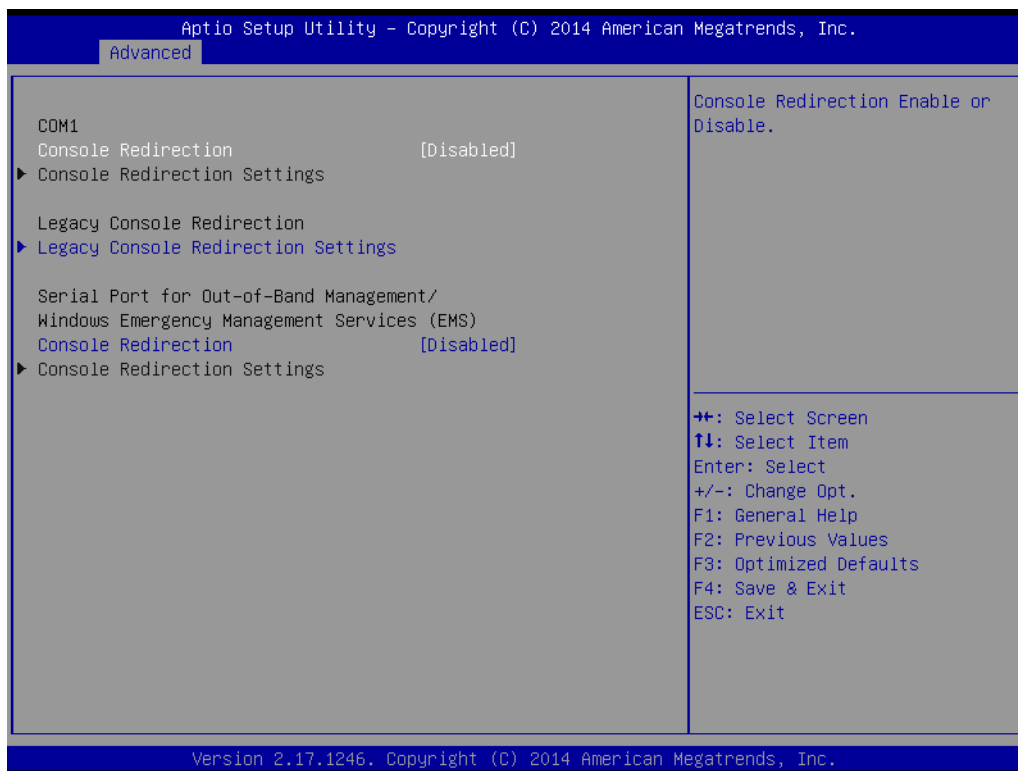 Aptio Setup Utility – Copyright (C) 2014 American Megatrends, Inc.
Advanced
COM1
Console Redirection [Disabled]
▶ Console Redirection Settings
Legacy Console Redirection
▶ Legacy Console Redirection Settings
Serial Port for Out-of-Band Management/
Windows Emergency Management Services (EMS)
Console Redirection [Disabled]
▶ Console Redirection Settings
Console Redirection Enable or
Disable.
→←: Select Screen
↑↓: Select Item
Enter: Select
+/-: Change Opt.
F1: General Help
F2: Previous Values
F3: Optimized Defaults
F4: Save & Exit
ESC: Exit
Version 2.17.1246. Copyright (C) 2014 American Megatrends, Inc.